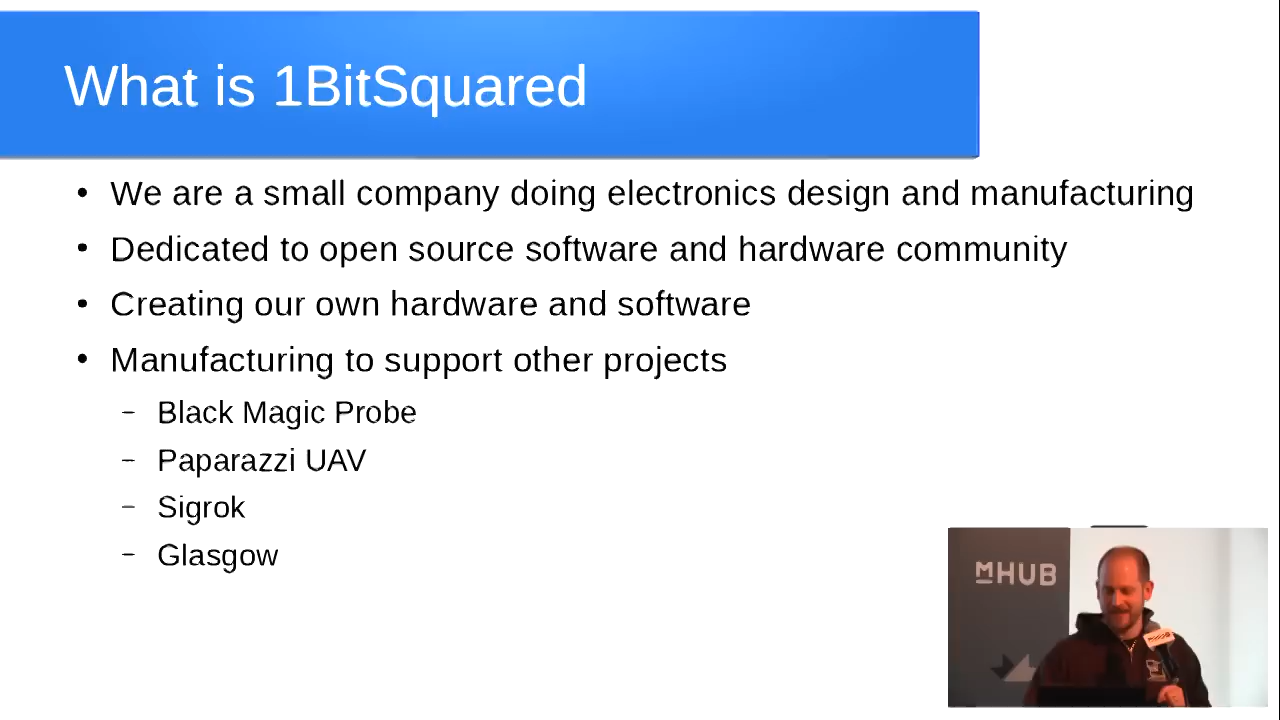 What is 1BitSquared
• We are a small company doing electronics design and manufacturing
• Dedicated to open source software and hardware community
• Creating our own hardware and software
• Manufacturing to support other projects
– Black Magic Probe
– Paparazzi UAV
– Sigrok
– Glasgow
MHUB